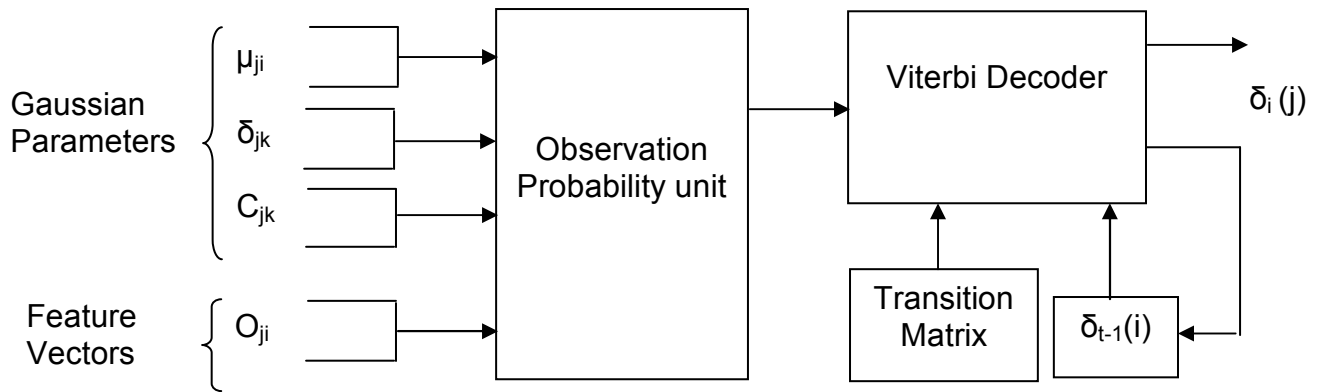 Gaussian
Parameters
μji
δjk
Cjk
Feature
Vectors
Oji
Observation
Probability unit
Viterbi Decoder
δi (j)
Transition
Matrix
δt-1(i)